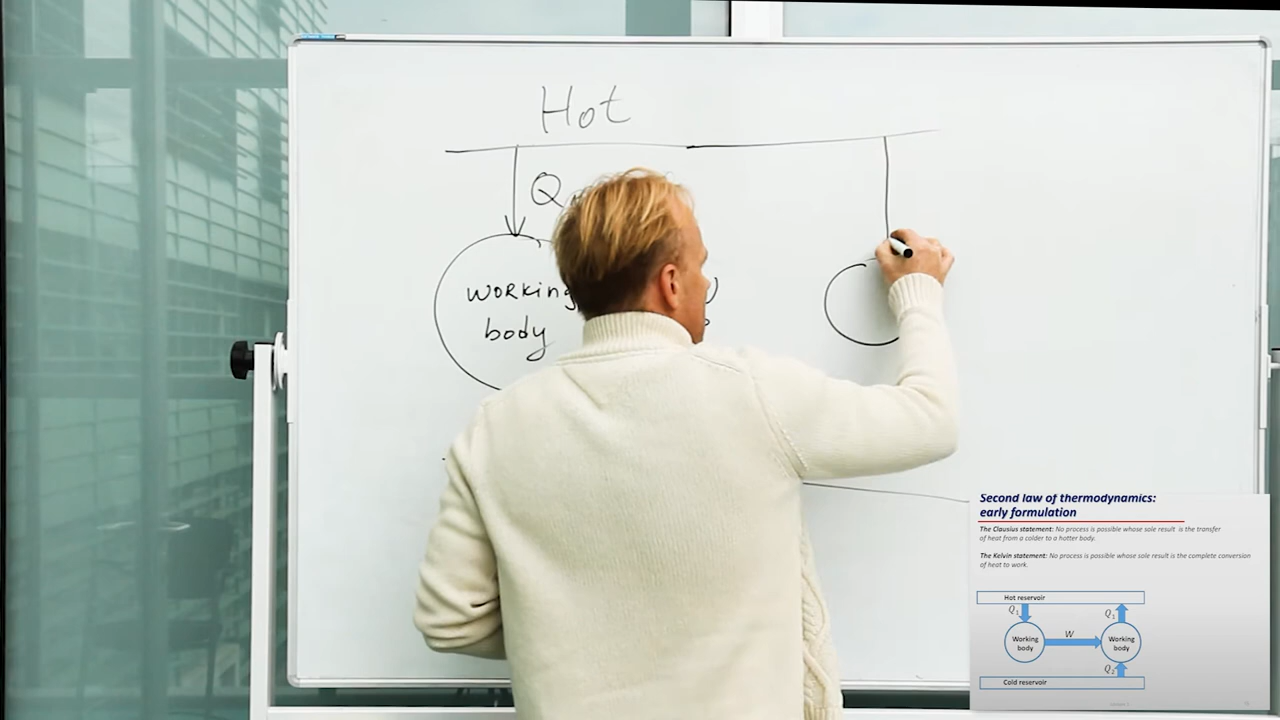 Hot
Q
working
body
Second law of thermodynamics:
early formulation
The Clausius statement: No process is possible whose sole result is the transfer
of heat from a colder to a hotter body.
The Kelvin statement: No process is possible whose sole result is the complete conversion
of heat to work.
Hot reservoir
Q₁
Q₁
Working
body
W
Working
body
Q₂
Cold reservoir